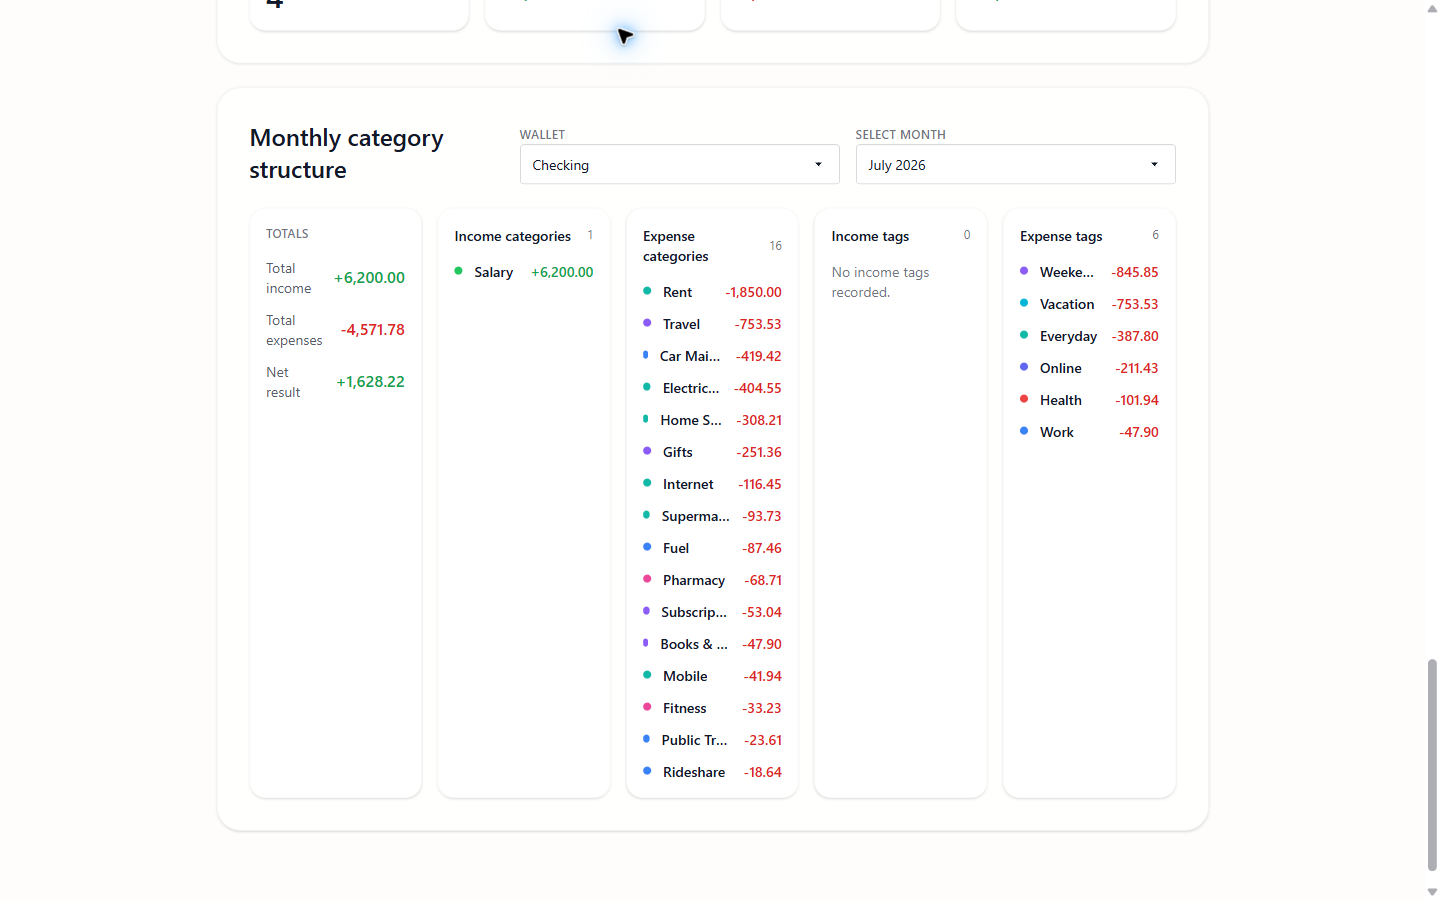 Monthly category
structure
WALLET
Checking
SELECT MONTH
July 2026
TOTALS
Total
income
+6,200.00
Total
expenses
-4,571.78
Net
result
+1,628.22
Income categories 1
Salary +6,200.00
Expense
categories
16
Rent -1,850.00
Travel -753.53
Car Mai... -419.42
Electric... -404.55
Home S... -308.21
Gifts -251.36
Internet -116.45
Superma... -93.73
Fuel -87.46
Pharmacy -68.71
Subscrip... -53.04
Books & ... -47.90
Mobile -41.94
Fitness -33.23
Public Tr... -23.61
Rideshare -18.64
Income tags 0
No income tags
recorded.
Expense tags 6
Weeke... -845.85
Vacation -753.53
Everyday -387.80
Online -211.43
Health -101.94
Work -47.90